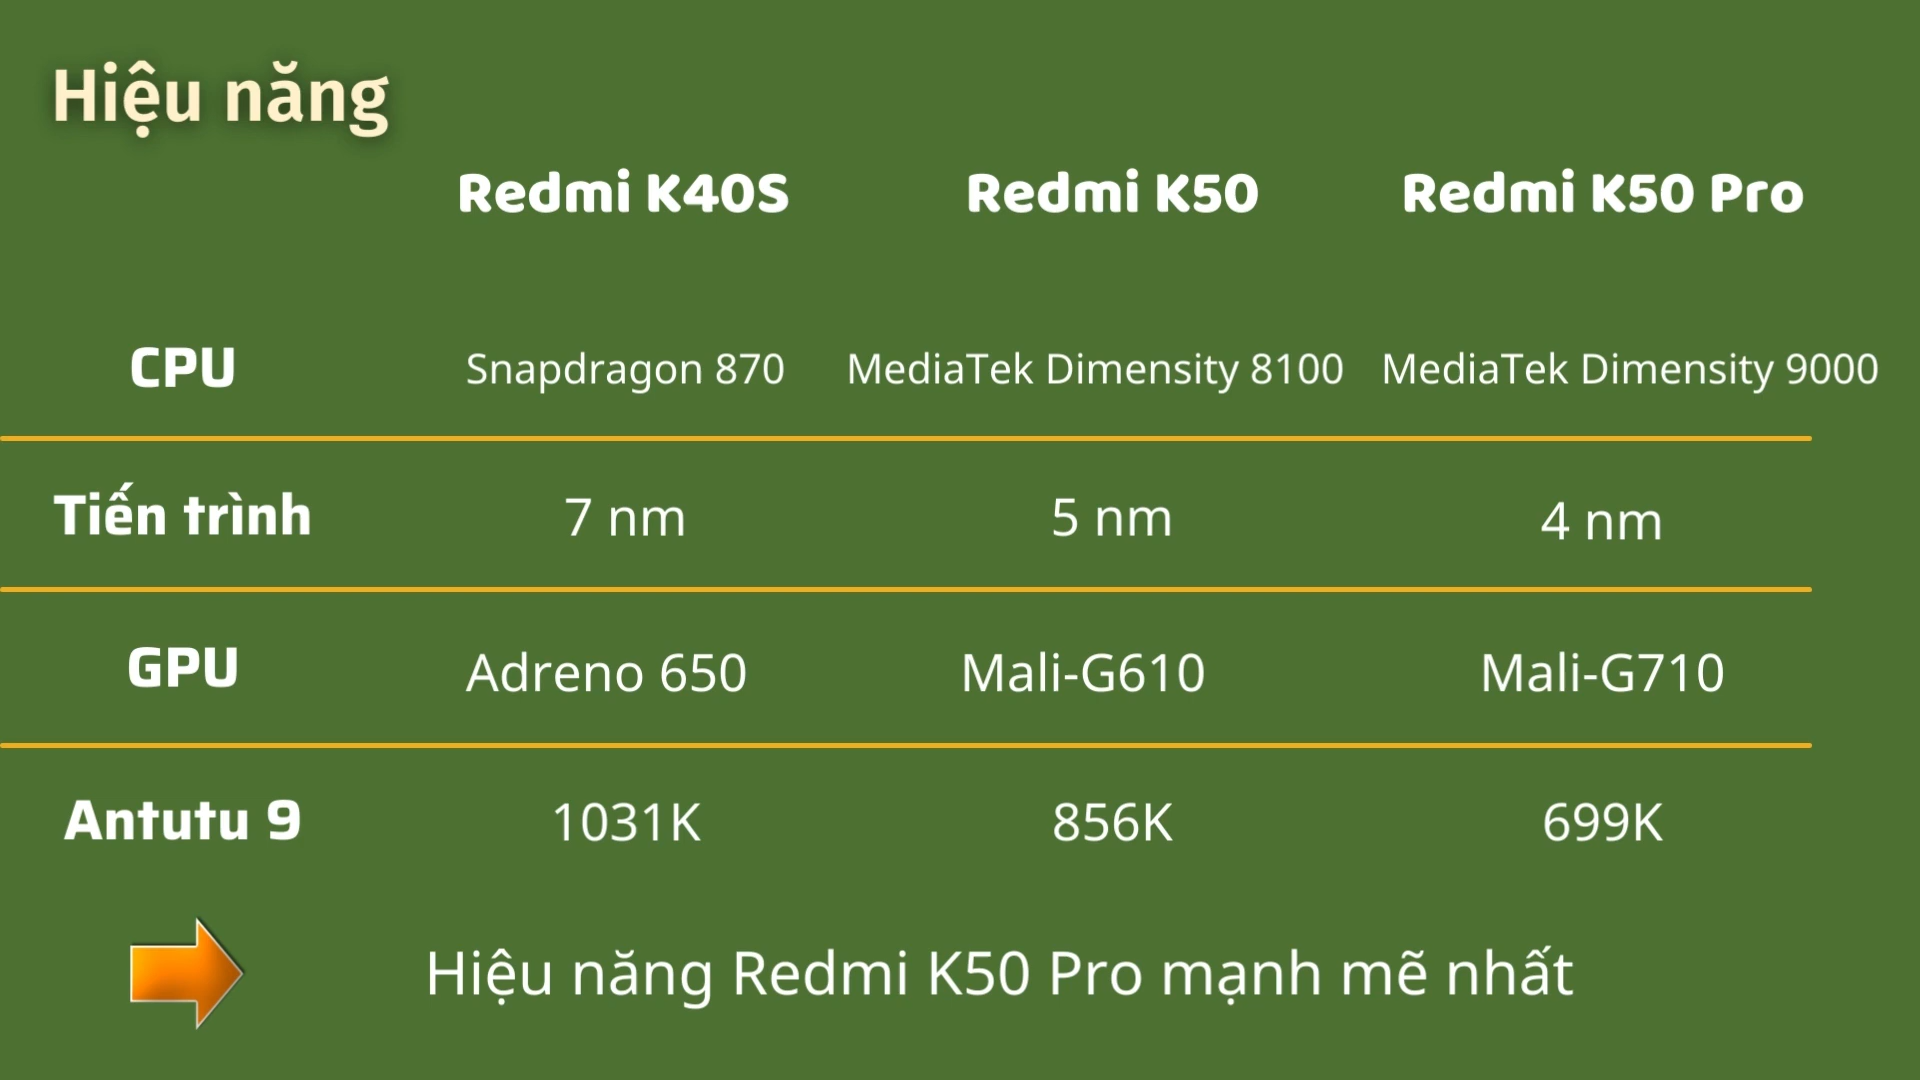 Hiệu năng
Redmi K40S Redmi K50 Redmi K50 Pro
CPU Snapdragon 870 MediaTek Dimensity 8100 MediaTek Dimensity 9000
Tiến trình 7 nm 5 nm 4 nm
GPU Adreno 650 Mali-G610 Mali-G710
Antutu 9 1031K 856K 699K
Hiệu năng Redmi K50 Pro mạnh mẽ nhất